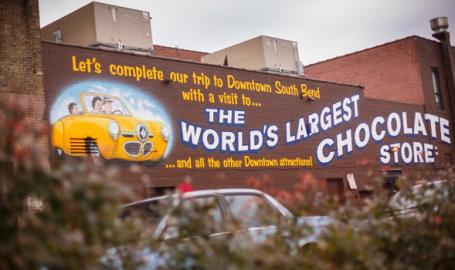 Let's complete our trip to Downtown South Bend
with a visit to...
THE
WORLD'S LARGEST
CHOCOLATE
STORE
...and all the other Downtown attractions!